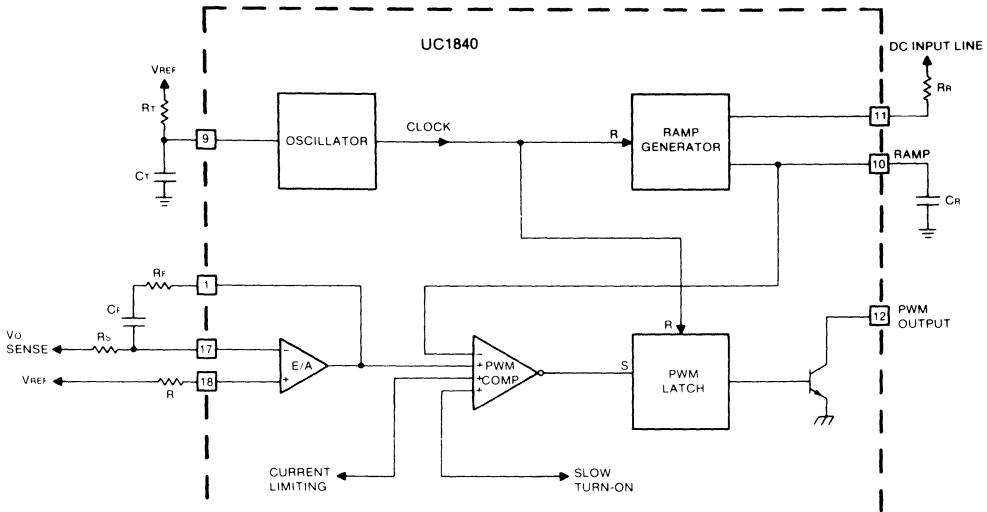 UC1840
DC INPUT LINE
VREF
RR
RT
9
OSCILLATOR
CLOCK
R
RAMP
GENERATOR
11
10
RAMP
CT
CR
RF
1
CF
R
12
PWM
OUTPUT
VO
SENSE
RS
17
−
E/A
−
+
PWM
+
COMP.
+
S
PWM
LATCH
VREF
R
18
+
CURRENT
LIMITING
SLOW
TURN-ON